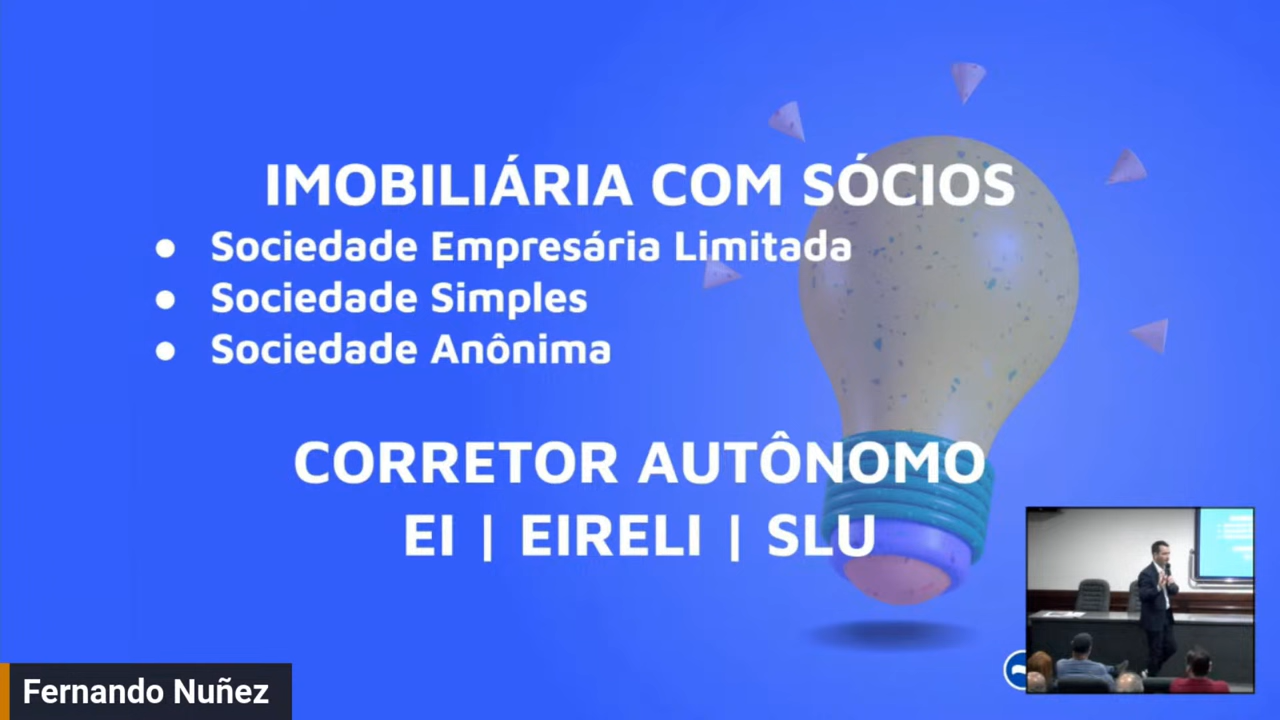 IMOBILIÁRIA COM SÓCIOS
● Sociedade Empresária Limitada
● Sociedade Simples
● Sociedade Anônima
CORRETOR AUTÔNOMO
EI | EIRELI | SLU
Fernando Nuñez